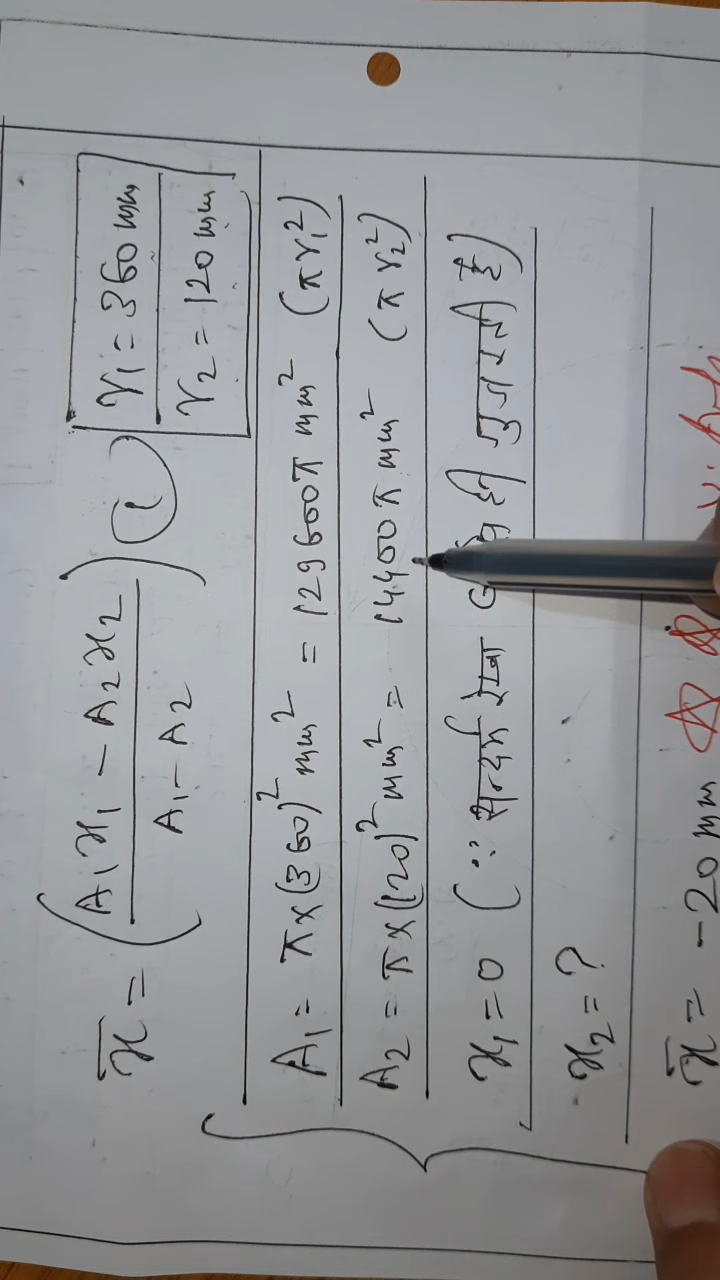 x̄ = (A₁x₁ − A₂x₂ / A₁ − A₂) ①
r₁ = 360 mm
r₂ = 120 mm
A₁ = π×(360)² mm² = 129600π mm² (πr₁²)
A₂ = π×(120)² mm² = 14400π mm² (πr₂²)
x₁ = 0 (∵ सन्दर्भ रेखा ही गुजरती है)
x₂ = ?
x̄ = −20 mm